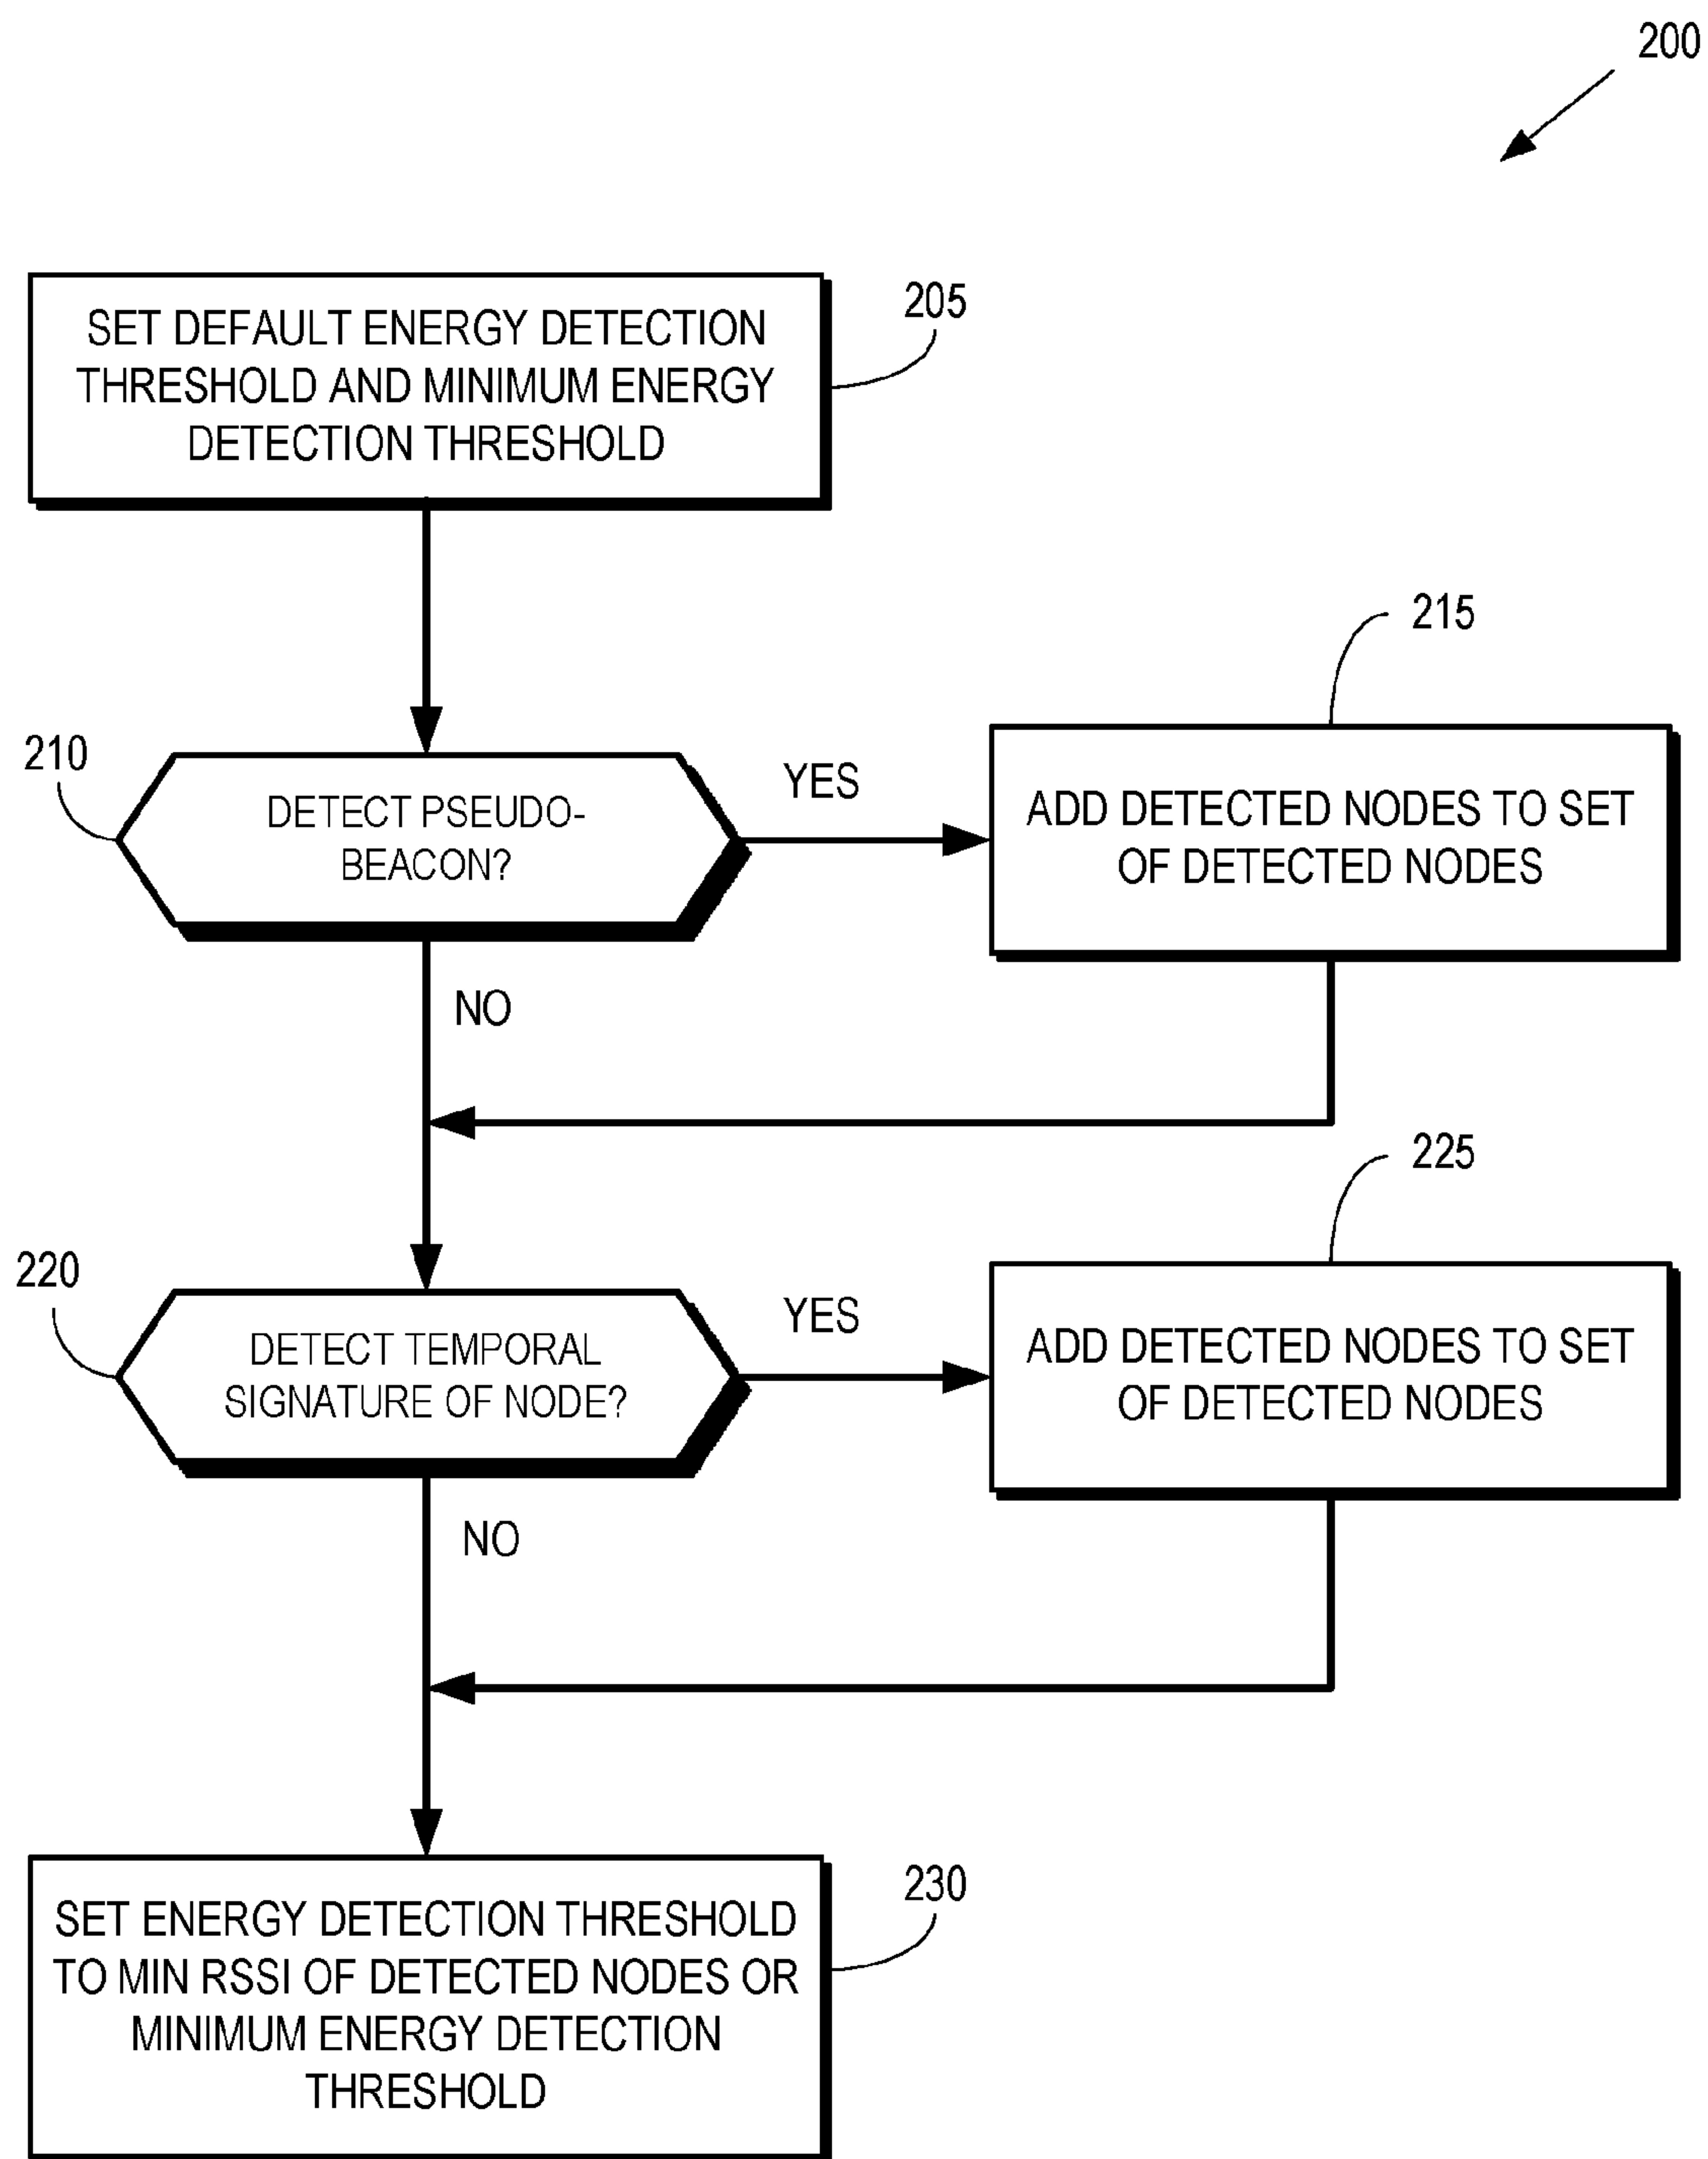 200
SET DEFAULT ENERGY DETECTION
THRESHOLD AND MINIMUM ENERGY
DETECTION THRESHOLD
205
210
DETECT PSEUDO-
BEACON?
YES
NO
215
ADD DETECTED NODES TO SET
OF DETECTED NODES
220
DETECT TEMPORAL
SIGNATURE OF NODE?
YES
NO
225
ADD DETECTED NODES TO SET
OF DETECTED NODES
SET ENERGY DETECTION THRESHOLD
TO MIN RSSI OF DETECTED NODES OR
MINIMUM ENERGY DETECTION
THRESHOLD
230